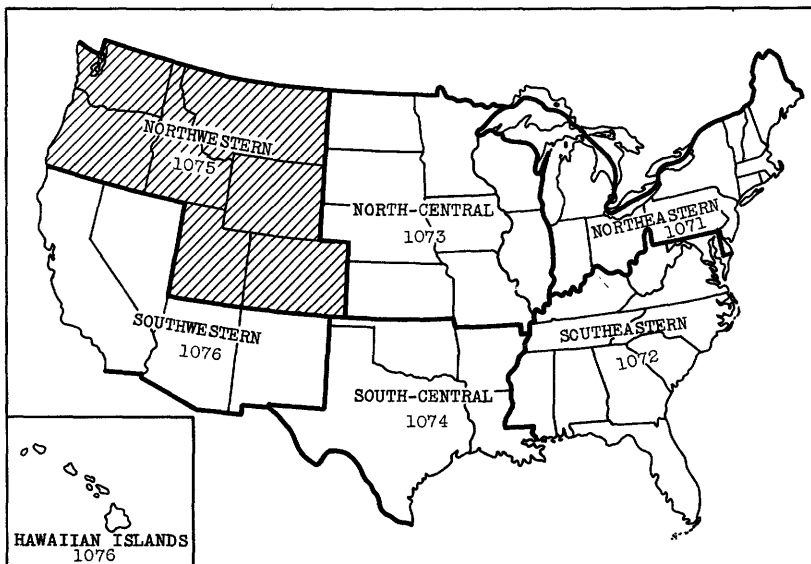 NORTHWESTERN
1075
NORTH-CENTRAL
1073
NORTHEASTERN
1071
SOUTHWESTERN
1076
SOUTHEASTERN
1072
SOUTH-CENTRAL
1074
HAWAIIAN ISLANDS
1076